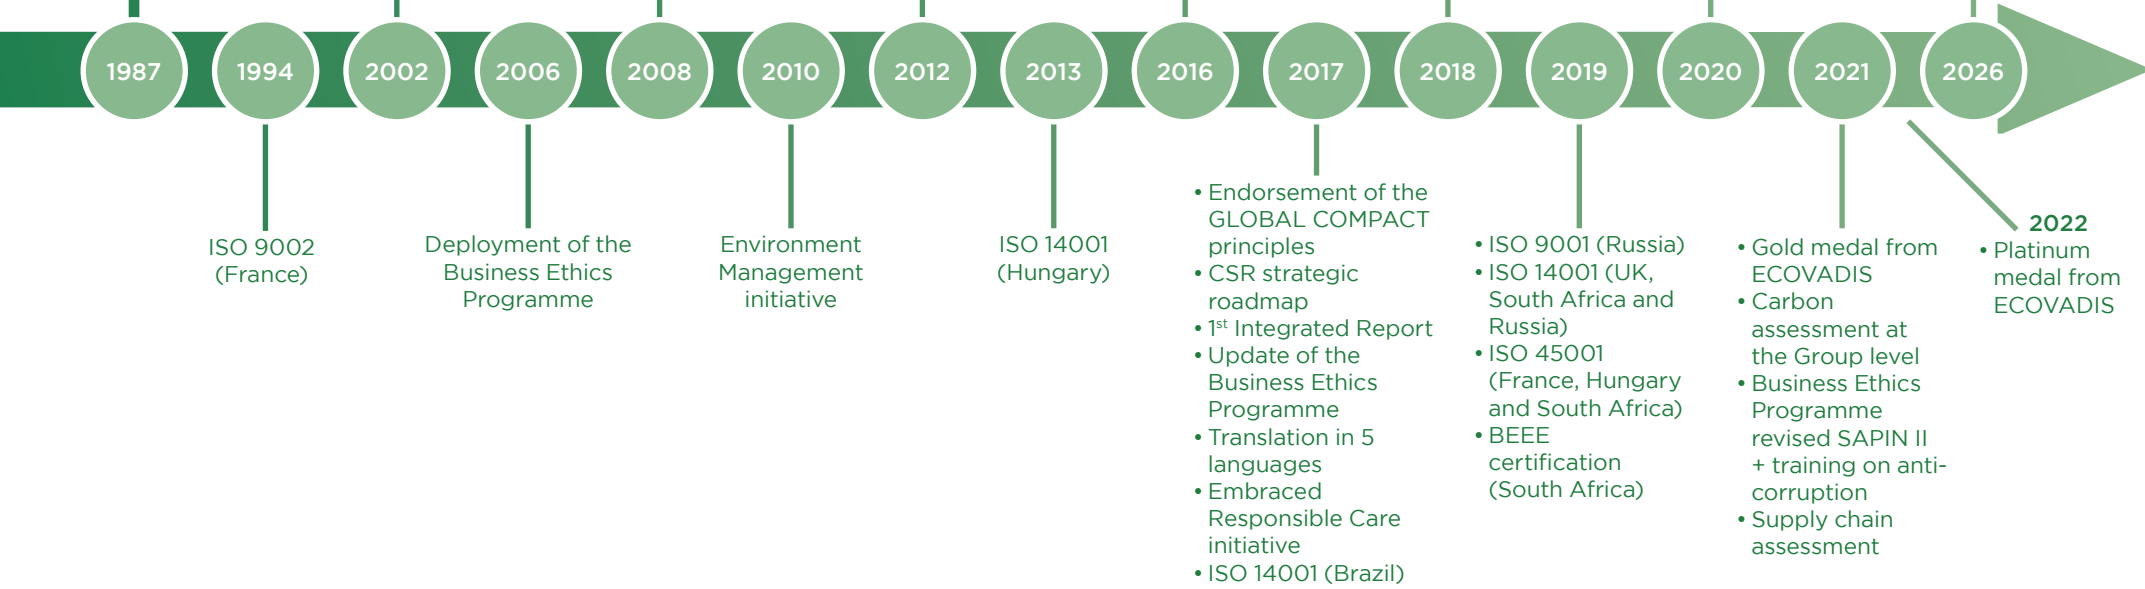 1987 1994 2002 2006 2008 2010 2012 2013 2016 2017 2018 2019 2020 2021 2026
ISO 9002
(France)
Deployment of the
Business Ethics
Programme
Environment
Management
initiative
ISO 14001
(Hungary)
• Endorsement of the
GLOBAL COMPACT
principles
• CSR strategic
roadmap
• 1st Integrated Report
• Update of the
Business Ethics
Programme
• Translation in 5
languages
• Embraced
Responsible Care
initiative
• ISO 14001 (Brazil)
• ISO 9001 (Russia)
• ISO 14001 (UK,
South Africa and
Russia)
• ISO 45001
(France, Hungary
and South Africa)
• BEEE
certification
(South Africa)
• Gold medal from
ECOVADIS
• Carbon
assessment at
the Group level
• Business Ethics
Programme
revised SAPIN II
+ training on anti-
corruption
• Supply chain
assessment
2022
• Platinum
medal from
ECOVADIS